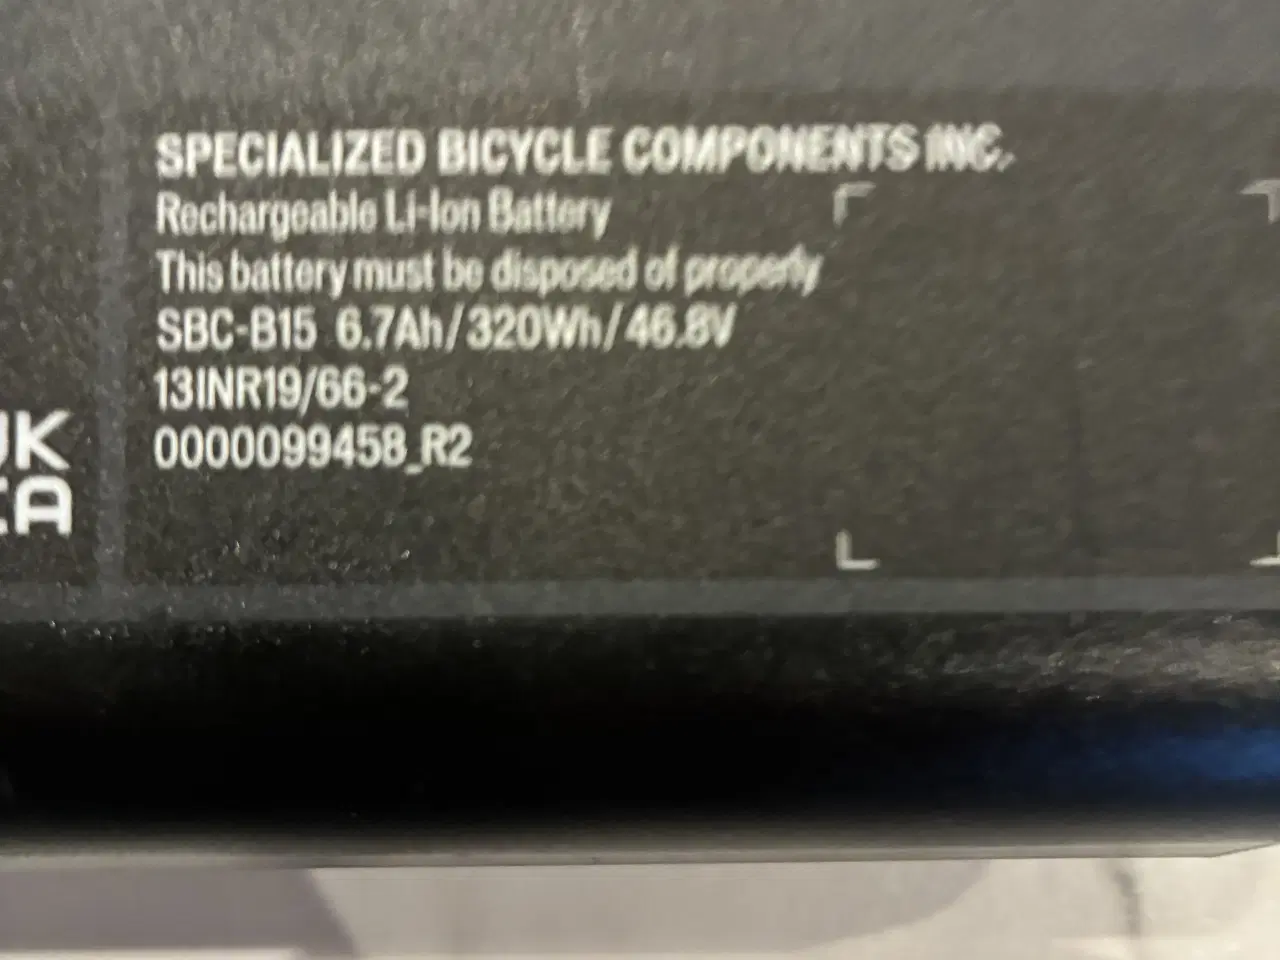 SPECIALIZED BICYCLE COMPONENTS INC.
Rechargeable Li-Ion Battery
This battery must be disposed of properly
SBC-B15 6.7Ah/320Wh/46.8V
13INR19/66-2
0000099458_R2
UK
CA